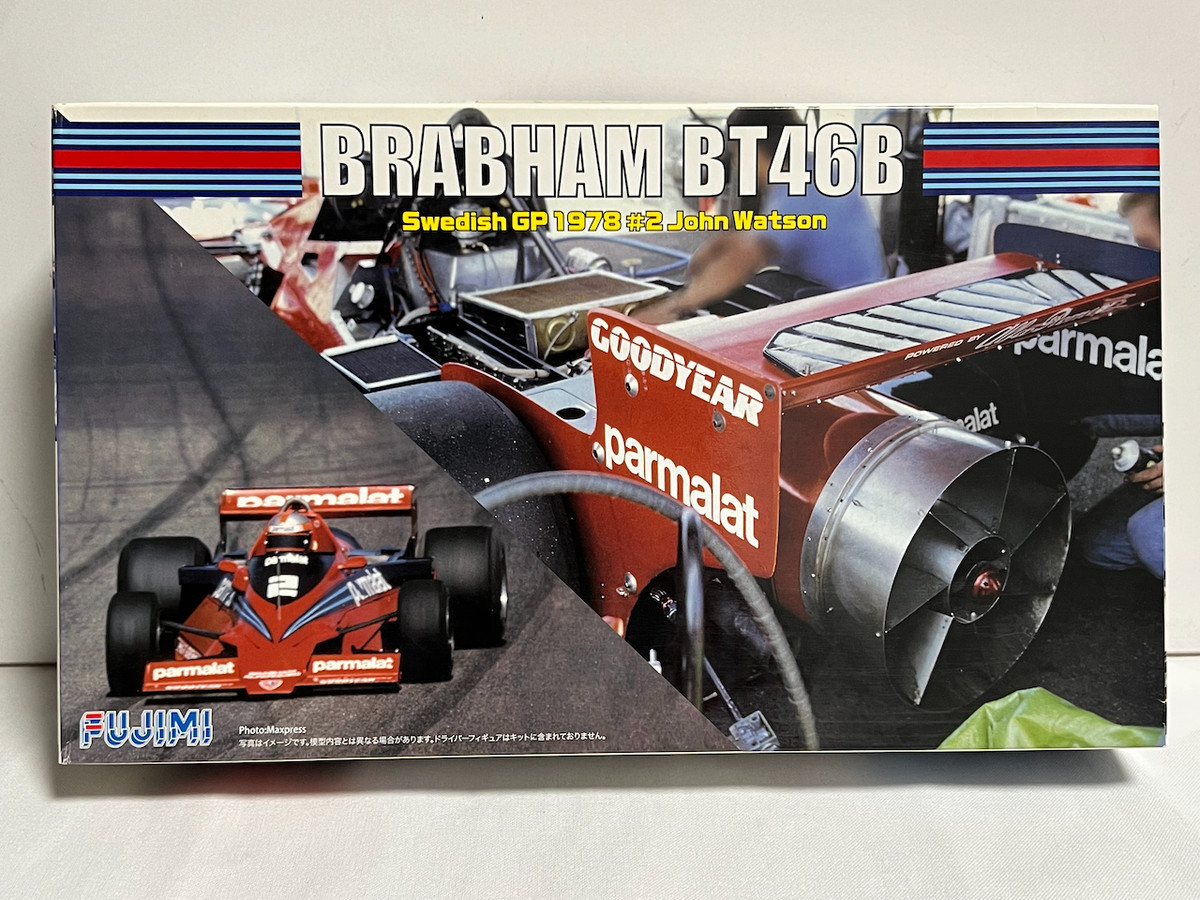 BRABHAM BT46B
Swedish GP 1978 #2 John Watson
GOODYEAR
parmalat
POWERED BY Alfa Romeo
parmalat
parmalat
2
parmalat
parmalat
FUJIMI
Photo:Maxpress
写真はイメージです。模型内容とは異なる場合があります。ドライバーフィギュアはキットに含まれておりません。